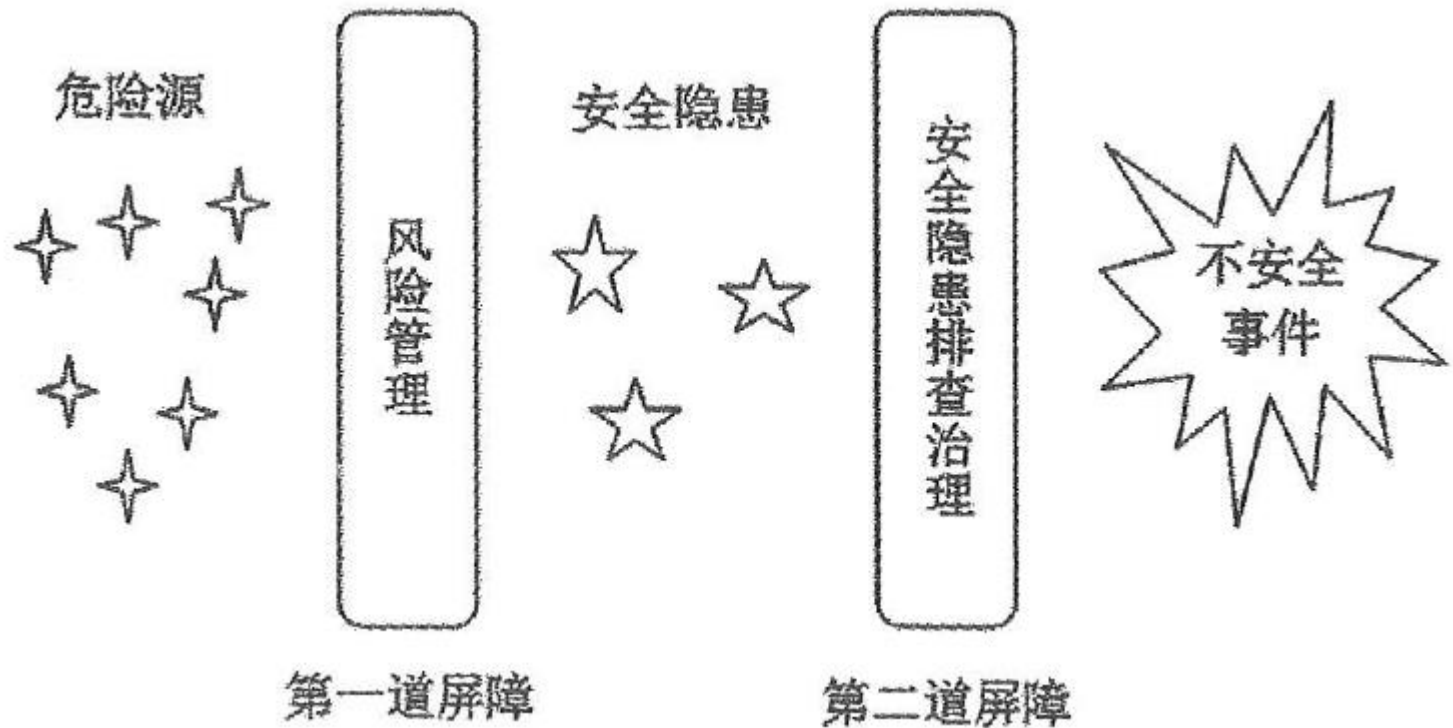 危险源
风险管理
安全隐患
安全隐患排查治理
不安全
事件
第一道屏障
第二道屏障